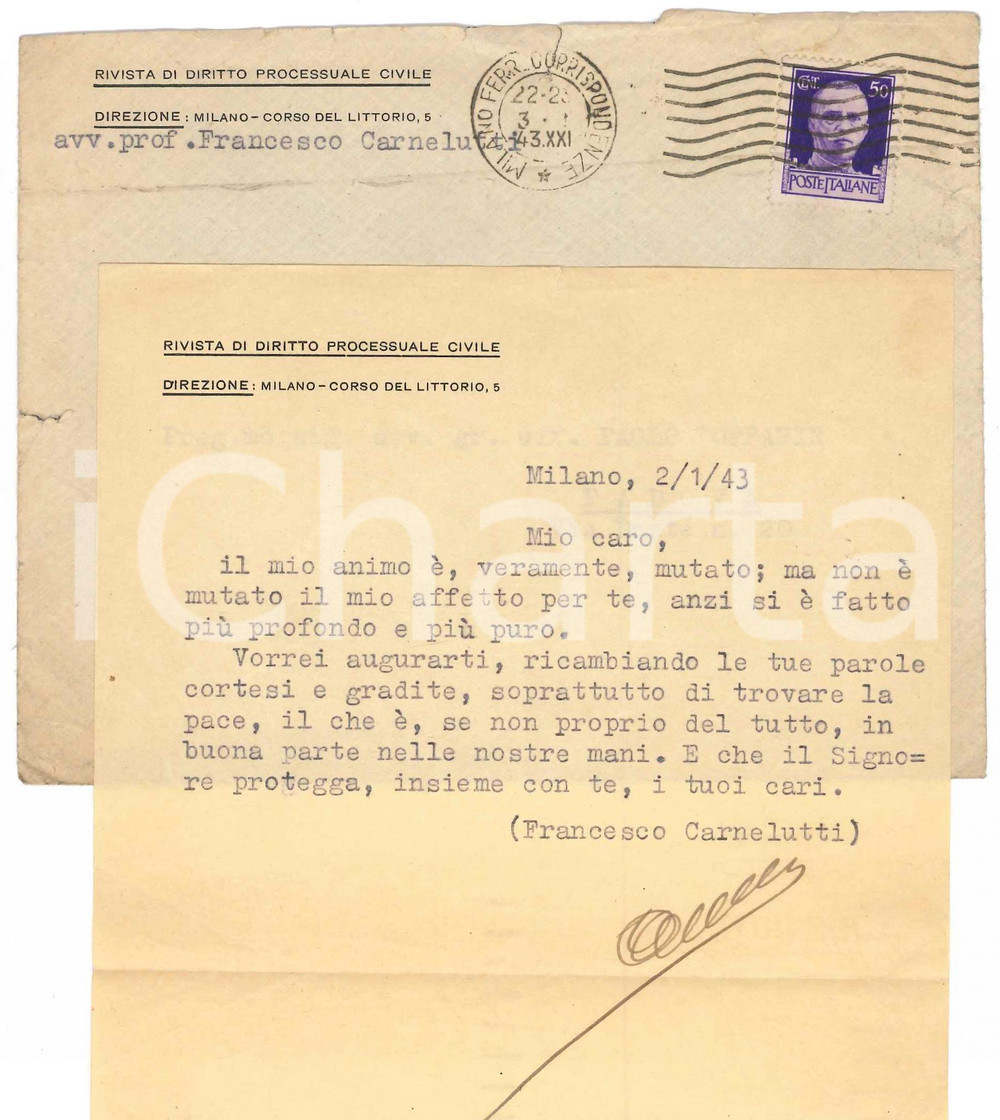 RIVISTA DI DIRITTO PROCESSUALE CIVILE
DIREZIONE: MILANO – CORSO DEL LITTORIO, 5
avv.prof.Francesco Carnelutti
MILANO FERR. CORRISPONDENZE
22-23
3 · 1
43.XXI
Cent. 50
POSTE ITALIANE
RIVISTA DI DIRITTO PROCESSUALE CIVILE
DIREZIONE: MILANO – CORSO DEL LITTORIO, 5
iCharta
Milano, 2/1/43
Mio caro,
il mio animo è, veramente, mutato; ma non è
mutato il mio affetto per te, anzi si è fatto
più profondo e più puro.
Vorrei augurarti, ricambiando le tue parole
cortesi e gradite, soprattutto di trovare la
pace, il che è, se non proprio del tutto, in
buona parte nelle nostre mani. E che il Signo=
re protegga, insieme con te, i tuoi cari.
(Francesco Carnelutti)